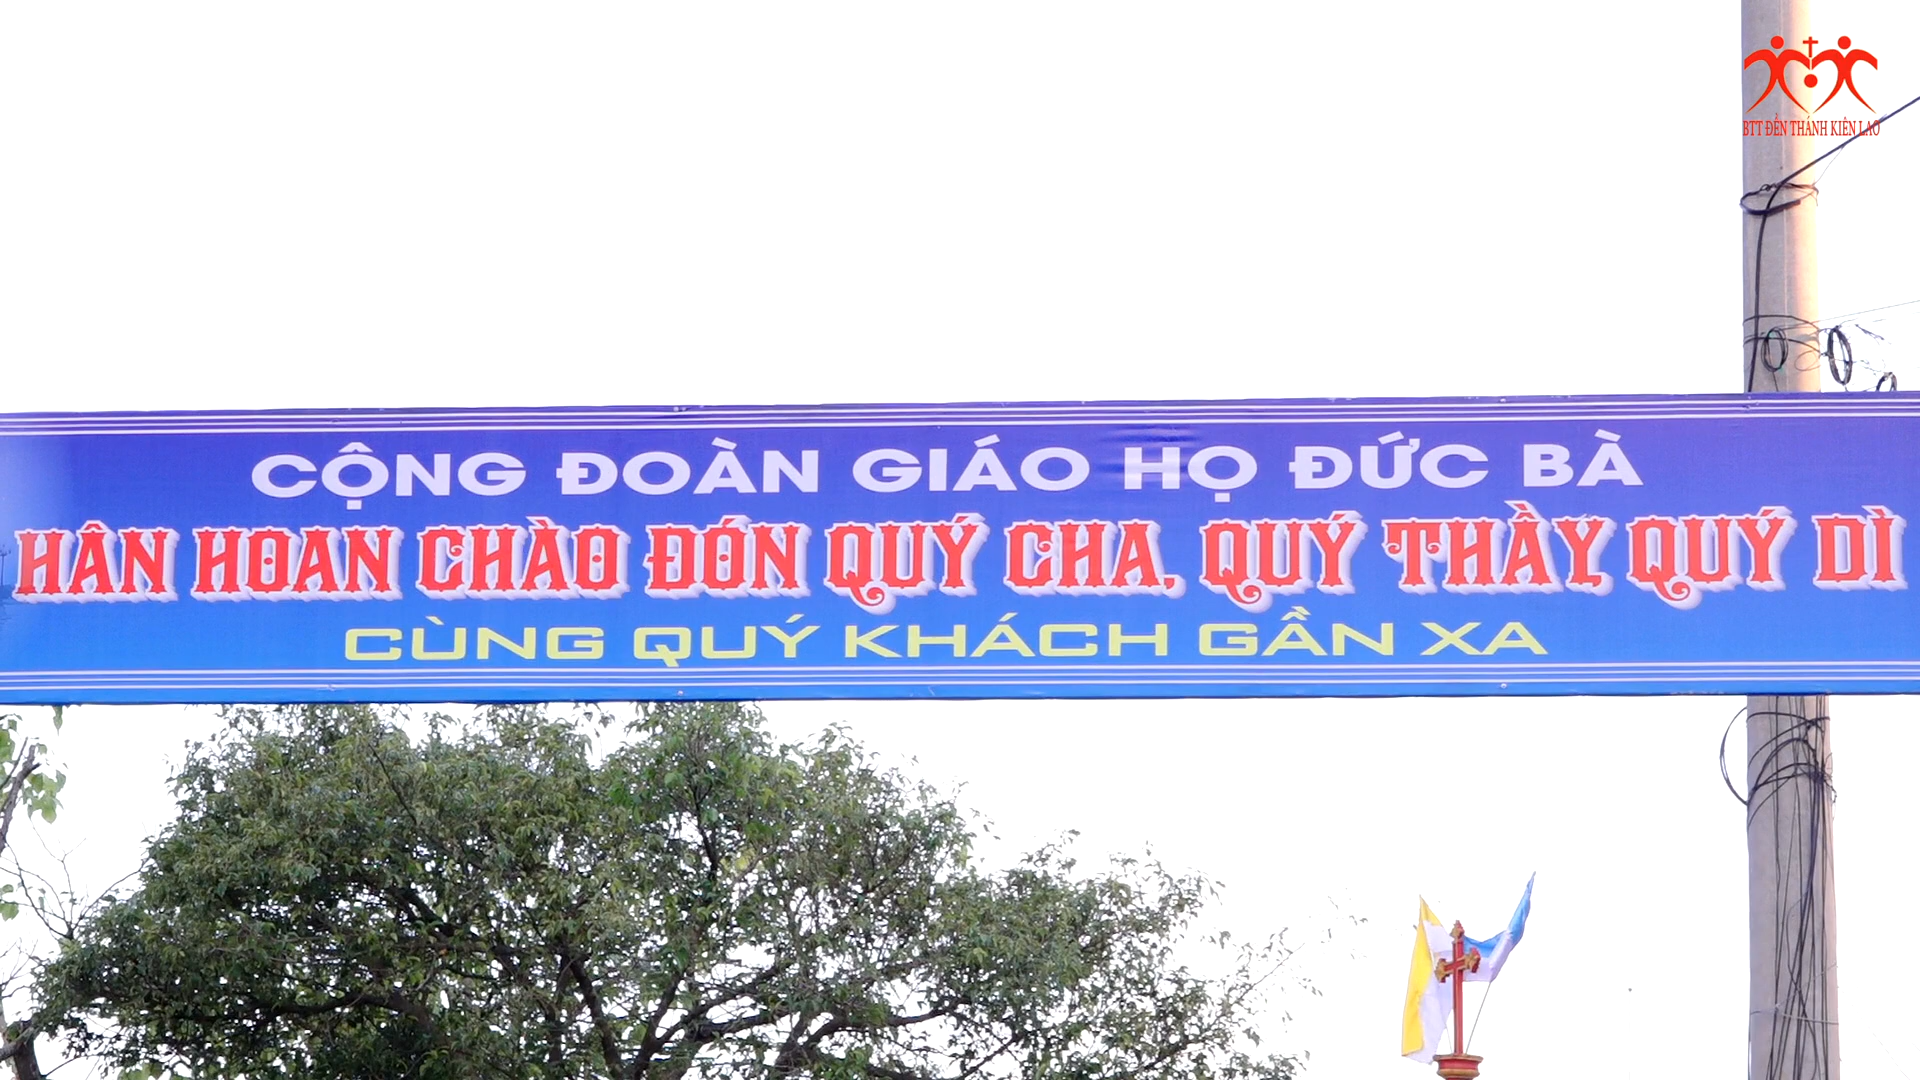 BTT ĐỀN THÁNH KIÊN LAO
CỘNG ĐOÀN GIÁO HỌ ĐỨC BÀ
HÂN HOAN CHÀO ĐÓN QUÝ CHA, QUÝ THẦY, QUÝ DÌ
CÙNG QUÝ KHÁCH GẦN XA